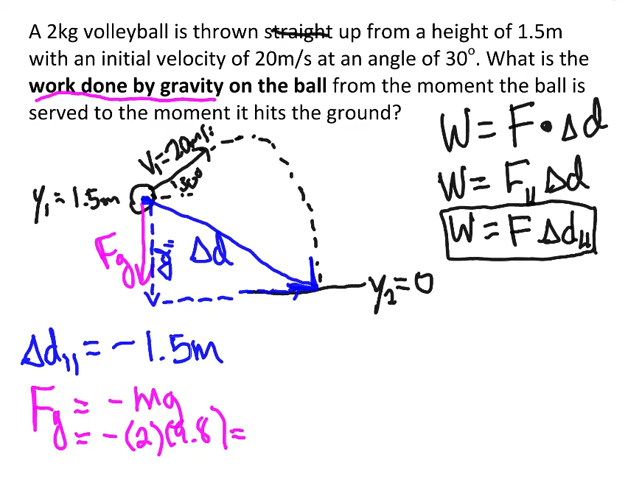 A 2kg volleyball is thrown straight up from a height of 1.5m
with an initial velocity of 20m/s at an angle of 30°. What is the
work done by gravity on the ball from the moment the ball is
served to the moment it hits the ground?
W = F • Δd
W = F_{||} Δd
W = F Δd_{||}
V₁ = 20m/s
30°
y₁ = 1.5m
Fg
Δd
y₂ = 0
Δd_{||} = -1.5m
Fg = -mg
= -(2)(9.8) =